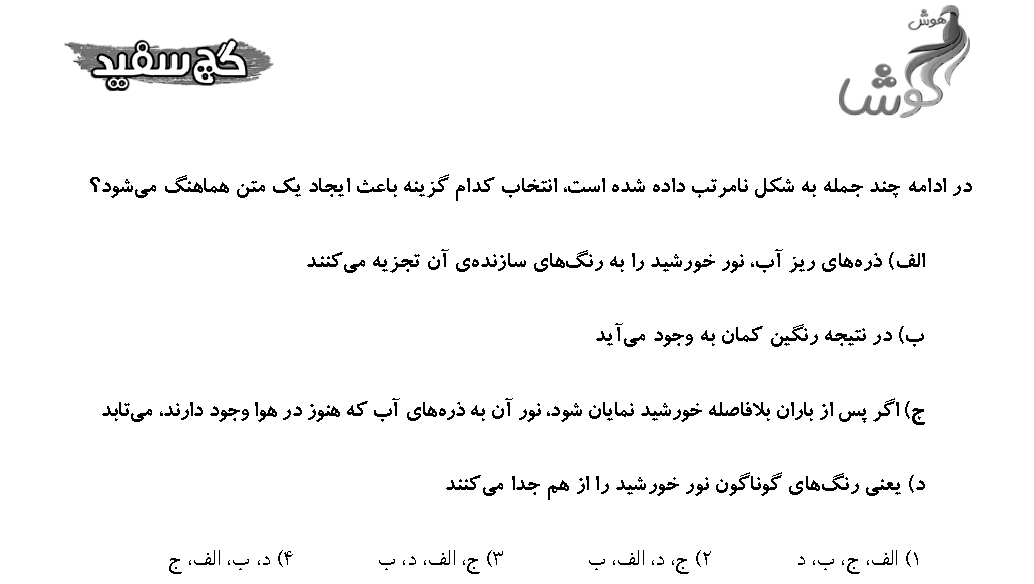 هوش
گوشا
گچ سفید
در ادامه چند جمله به شکل نامرتب داده شده است، انتخاب کدام گزینه باعث ایجاد یک متن هماهنگ می‌شود؟
الف) ذره‌های ریز آب، نور خورشید را به رنگ‌های سازنده‌ی آن تجزیه می‌کنند
ب) در نتیجه رنگین کمان به وجود می‌آید
ج) اگر پس از باران بلافاصله خورشید نمایان شود، نور آن به ذره‌های آب که هنوز در هوا وجود دارند، می‌تابد
د) یعنی رنگ‌های گوناگون نور خورشید را از هم جدا می‌کنند
۱) الف، ج، ب، د ۲) ج، د، الف، ب ۳) ج، الف، د، ب ۴) د، ب، الف، ج